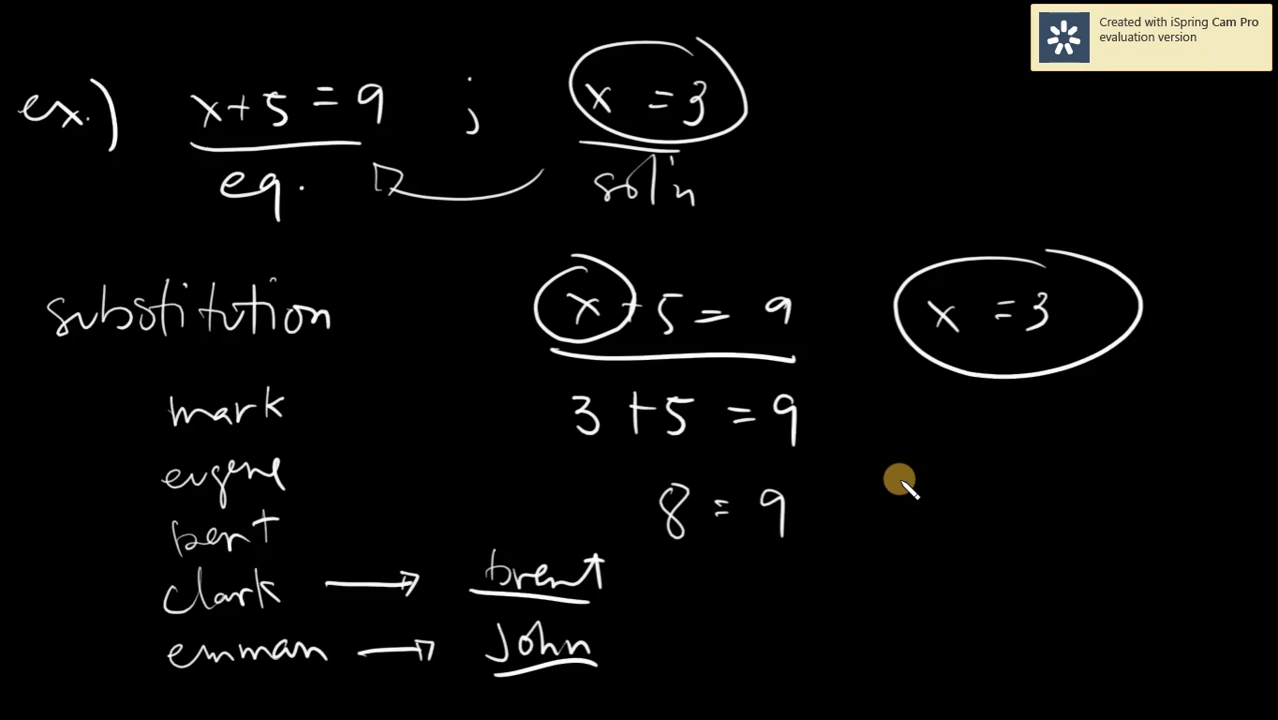 Created with iSpring Cam Pro
evaluation version
ex.) x+5=9 ; x=3
eq. sol'n
substitution x+5=9 x=3
mark 3+5=9
eugene
8=9
bent
clark → brent
emman → john